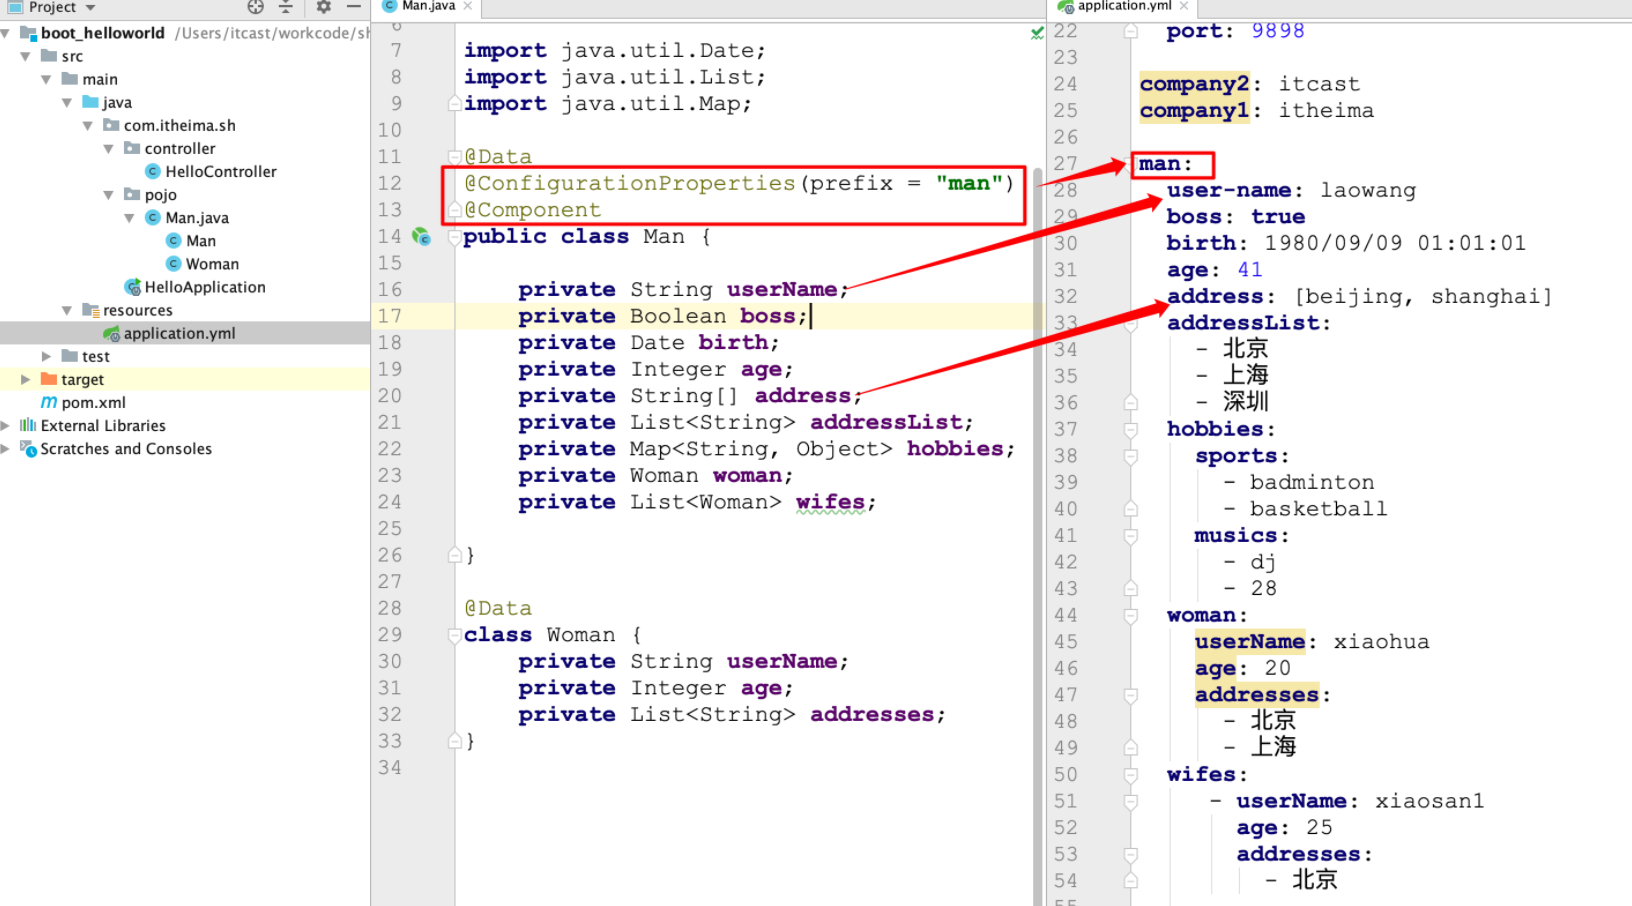 Project
boot_helloworld /Users/itcast/workcode/sh
src
main
java
com.itheima.sh
controller
HelloController
pojo
Man.java
Man
Woman
HelloApplication
resources
application.yml
test
target
pom.xml
External Libraries
Scratches and Consoles
Man.java
6
7 import java.util.Date;
8 import java.util.List;
9 import java.util.Map;
10
11 @Data
12 @ConfigurationProperties(prefix = "man")
13 @Component
14 public class Man {
15
16 private String userName;
17 private Boolean boss;
18 private Date birth;
19 private Integer age;
20 private String[] address;
21 private List<String> addressList;
22 private Map<String, Object> hobbies;
23 private Woman woman;
24 private List<Woman> wifes;
25
26 }
27
28 @Data
29 class Woman {
30 private String userName;
31 private Integer age;
32 private List<String> addresses;
33 }
34
application.yml
22 port: 9898
23
24 company2: itcast
25 company1: itheima
26
27 man:
28 user-name: laowang
29 boss: true
30 birth: 1980/09/09 01:01:01
31 age: 41
32 address: [beijing, shanghai]
33 addressList:
34 - 北京
35 - 上海
36 - 深圳
37 hobbies:
38 sports:
39 - badminton
40 - basketball
41 musics:
42 - dj
43 - 28
44 woman:
45 userName: xiaohua
46 age: 20
47 addresses:
48 - 北京
49 - 上海
50 wifes:
51 - userName: xiaosan1
52 age: 25
53 addresses:
54 - 北京
55